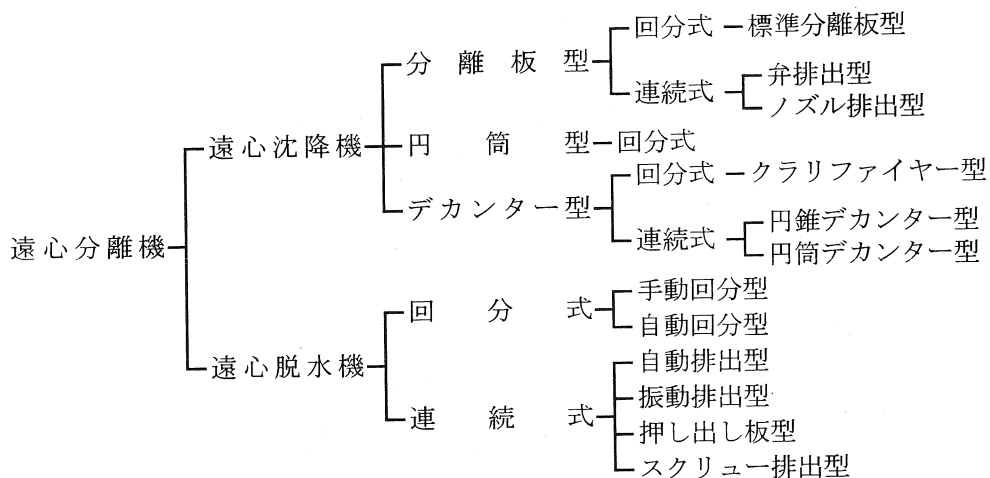 回分式 標準分離板型
分離板型
連続式 弁排出型
ノズル排出型
遠心沈降機 円筒型 回分式
回分式 クラリファイヤー型
デカンター型
連続式 円錐デカンター型
円筒デカンター型
遠心分離機
回分式 手動回分型
自動回分型
遠心脱水機
自動排出型
連続式 振動排出型
押し出し板型
スクリュー排出型